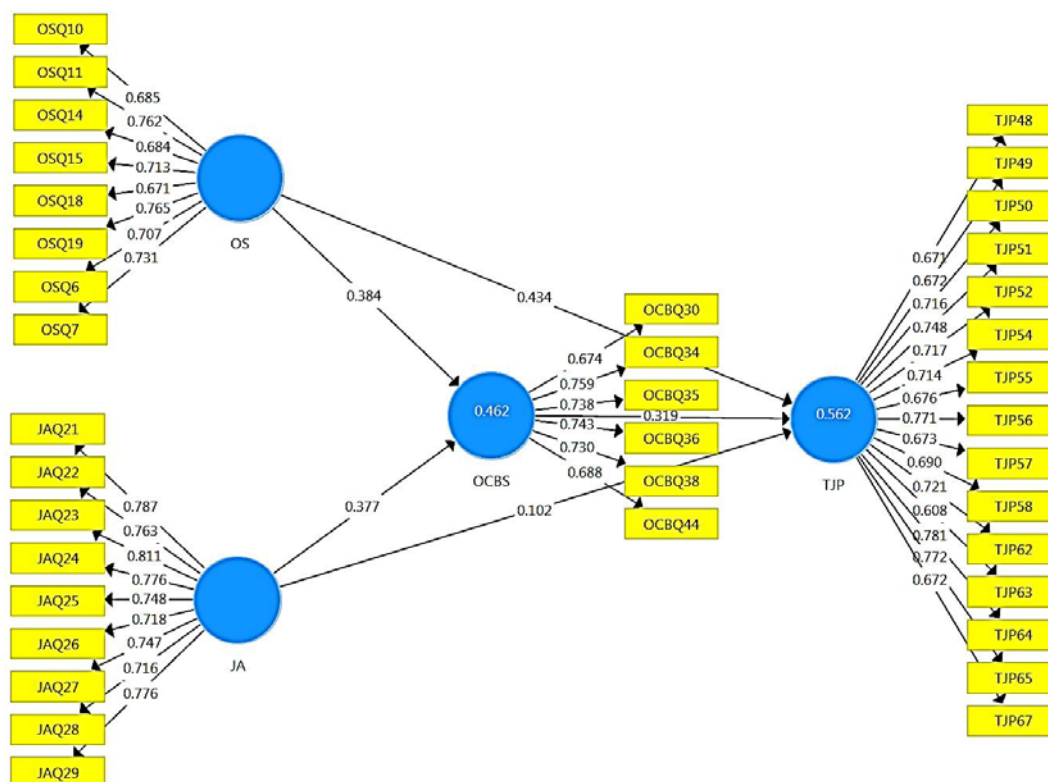 OSQ10
OSQ11
OSQ14
OSQ15
OSQ18
OSQ19
OSQ6
OSQ7
0.685
0.762
0.684
0.713
0.671
0.765
0.707
0.731
OS
0.384
0.434
JAQ21
JAQ22
JAQ23
JAQ24
JAQ25
JAQ26
JAQ27
JAQ28
JAQ29
0.787
0.763
0.811
0.776
0.748
0.718
0.747
0.716
0.776
JA
0.377
0.102
0.462
OCBS
0.674
0.759
0.738
0.319
0.743
0.730
0.688
OCBQ30
OCBQ34
OCBQ35
OCBQ36
OCBQ38
OCBQ44
0.562
TJP
0.671
0.672
0.716
0.748
0.717
0.714
0.676
0.771
0.673
0.690
0.721
0.608
0.781
0.772
0.672
TJP48
TJP49
TJP50
TJP51
TJP52
TJP54
TJP55
TJP56
TJP57
TJP58
TJP62
TJP63
TJP64
TJP65
TJP67